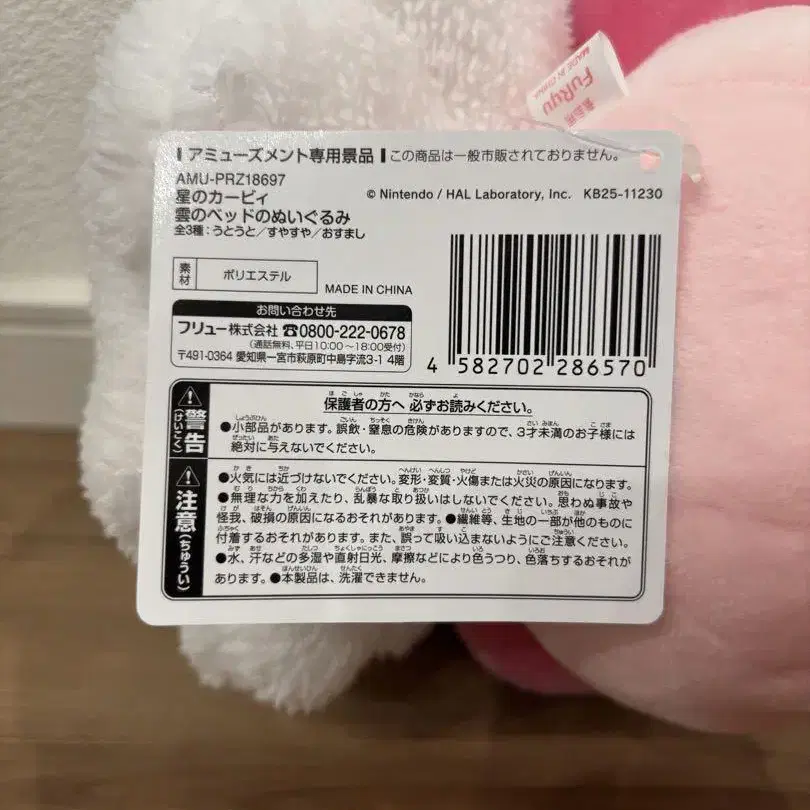 MADE IN CHINA
FuRyu
景品用
アミューズメント専用景品
この商品は一般市販されておりません。
AMU-PRZ18697
© Nintendo / HAL Laboratory, Inc. KB25-11230
星のカービィ
雲のベッドのぬいぐるみ
全3種：うとうと／すやすや／おすまし
素材 ポリエステル
MADE IN CHINA
お問い合わせ先
フリュー株式会社 ☎0800-222-0678
(通話無料、平日10:00～18:00受付)
〒491-0364 愛知県一宮市萩原町中島字流3-1 4階
4 582702 286570
警告(けいこく)
保護者の方へ 必ずお読みください。
●小部品があります。誤飲・窒息の危険がありますので、3才未満のお子様には
絶対に与えないでください。
注意(ちゅうい)
●火気には近づけないでください。変形・変質・火傷または火災の原因になります。
●無理な力を加えたり、乱暴な取り扱いはしないでください。思わぬ事故や
怪我、破損の原因になるおそれがあります。●繊維等、生地の一部が他のものに
付着するおそれがあります。また、誤って吸い込まないようにご注意ください。
●水、汗などの多湿や直射日光、摩擦などにより色うつり、色落ちするおそれが
あります。●本製品は、洗濯できません。